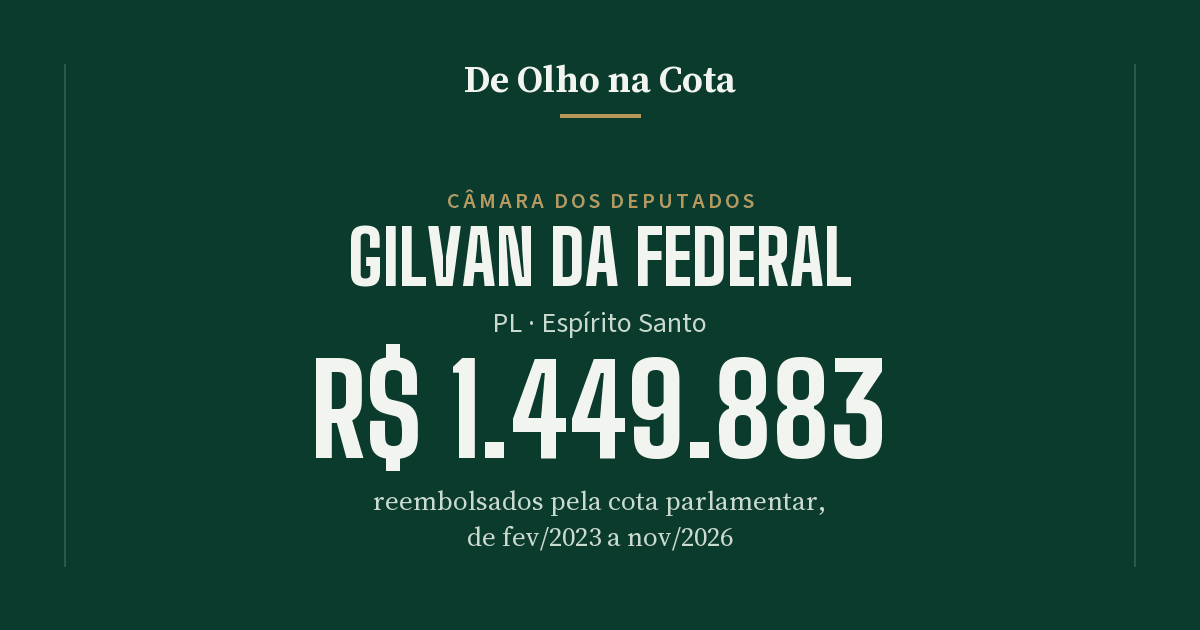 De Olho na Cota
CÂMARA DOS DEPUTADOS
GILVAN DA FEDERAL
PL · Espírito Santo
R$ 1.449.883
reembolsados pela cota parlamentar,
de fev/2023 a nov/2026